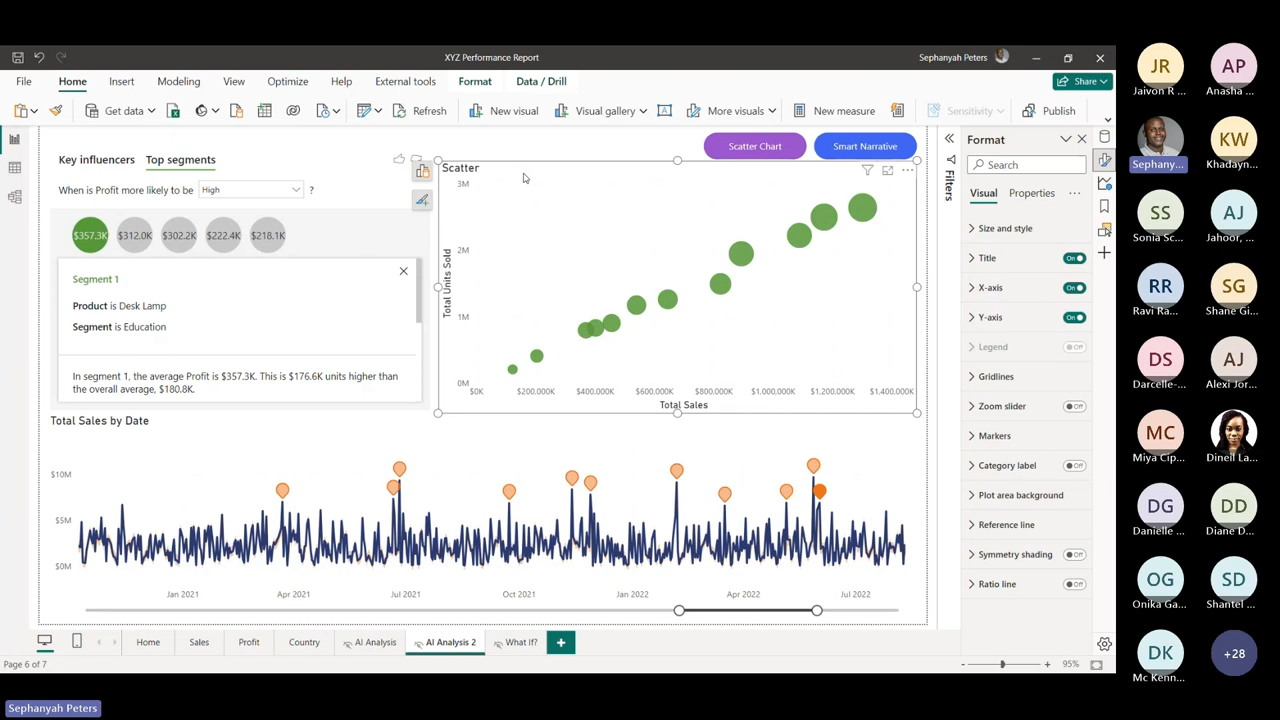 XYZ Performance Report
Sephanyah Peters
File Home Insert Modeling View Optimize Help External tools Format Data / Drill Share
Get data Refresh New visual Visual gallery More visuals New measure Sensitivity Publish
Scatter Chart Smart Narrative
Key influencers Top segments
When is Profit more likely to be High ?
$357.3K $312.0K $302.2K $222.4K $218.1K
Segment 1
Product is Desk Lamp
Segment is Education
In segment 1, the average Profit is $357.3K. This is $176.6K units higher than
the overall average, $180.8K.
Scatter
3M
2M
1M
0M
Total Units Sold
$0K $200.000K $400.000K $600.000K $800.000K $1,000.000K $1,200.000K $1,400.000K
Total Sales
Total Sales by Date
$10M
$5M
$0M
Jan 2021 Apr 2021 Jul 2021 Oct 2021 Jan 2022 Apr 2022 Jul 2022
Filters
Format
Search
Visual Properties
Size and style
Title On
X-axis On
Y-axis On
Legend Off
Gridlines
Zoom slider Off
Markers
Category label Off
Plot area background
Reference line
Symmetry shading Off
Ratio line Off
Home Sales Profit Country AI Analysis AI Analysis 2 What If? +
Page 6 of 7
- + 95%
JR AP
Jaivon R ... Anasha ...
KW
Sephany... Khadayn...
SS AJ
Sonia Sc... Jahoor, ...
RR SG
Ravi Ra... Shane Gi...
DS AJ
Darcelle-... Alexi Jor...
MC
Miya Cip... Dinell La...
DG DD
Danielle ... Diane D...
OG SD
Onika Ga... Shantel ...
DK +28
Mc Kenn...
Sephanyah Peters